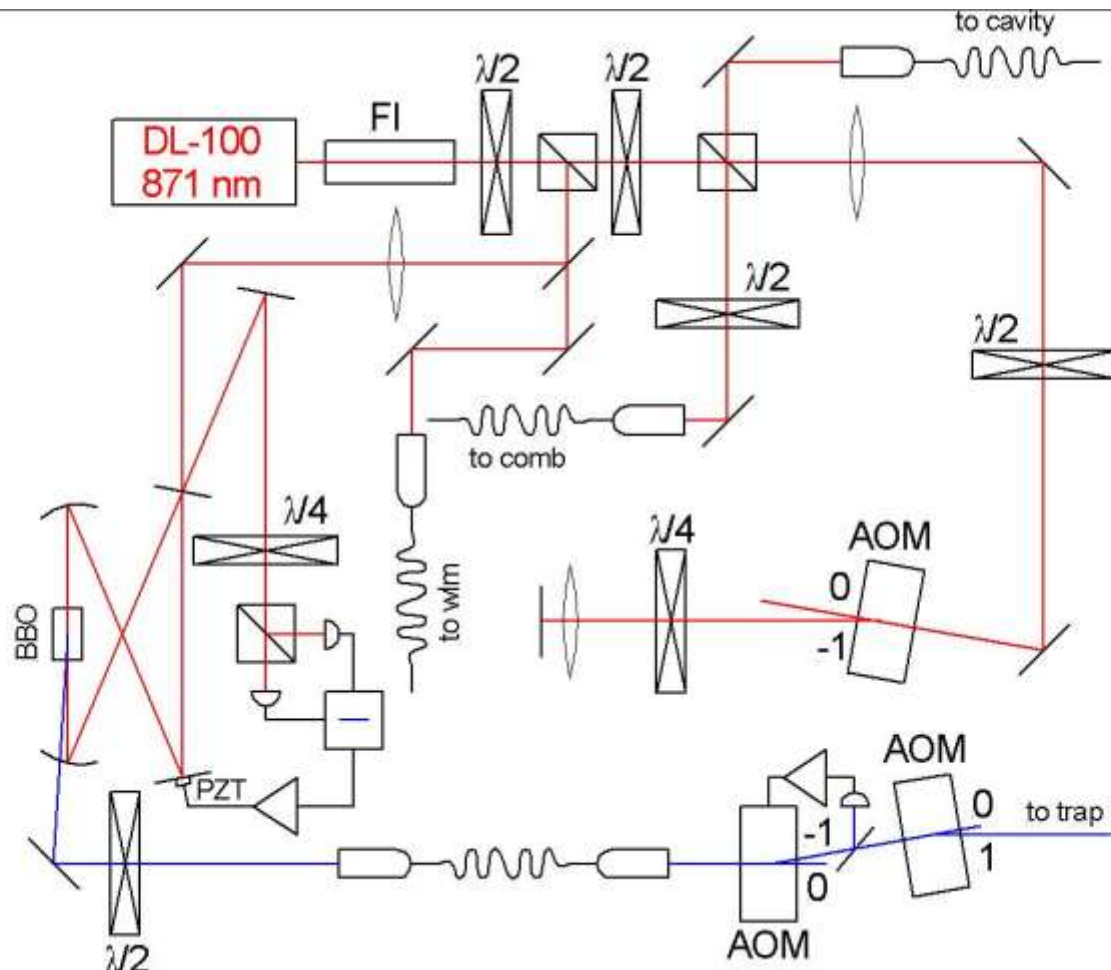 to cavity
λ/2
λ/2
FI
DL-100
871 nm
λ/2
λ/2
to comb
λ/4
λ/4
AOM
0
-1
to wlm
BBO
PZT
AOM
0
to trap
1
-1
0
AOM
λ/2